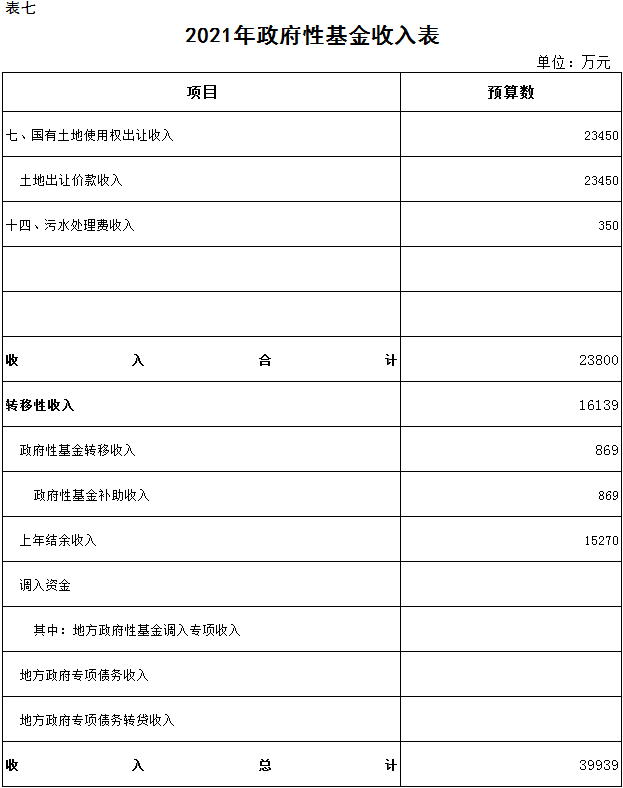 表七
2021年政府性基金收入表
单位：万元
项目 预算数
七、国有土地使用权出让收入 23450
土地出让价款收入 23450
十四、污水处理费收入 350
收入合计 23800
转移性收入 16139
政府性基金转移收入 869
政府性基金补助收入 869
上年结余收入 15270
调入资金
其中：地方政府性基金调入专项收入
地方政府专项债务收入
地方政府专项债务转贷收入
收入总计 39939